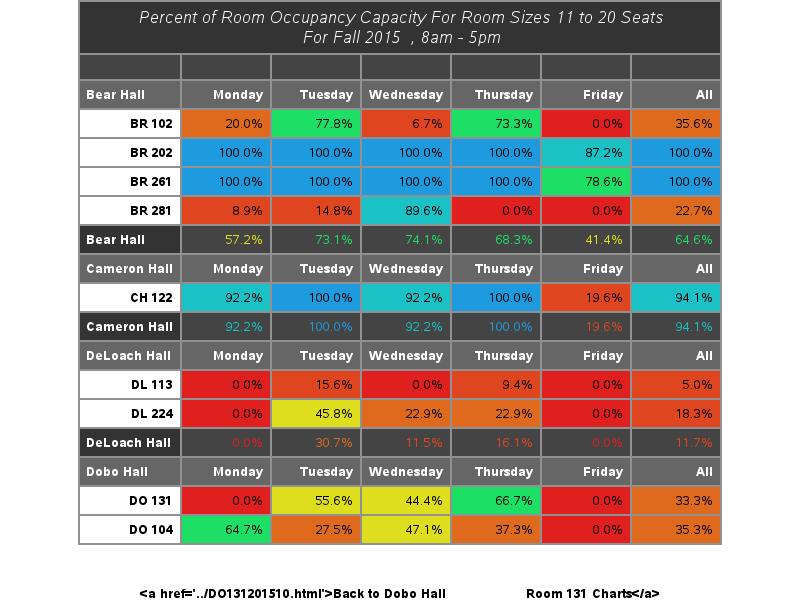 Percent of Room Occupancy Capacity For Room Sizes 11 to 20 Seats
For Fall 2015 , 8am - 5pm
Bear Hall Monday Tuesday Wednesday Thursday Friday All
BR 102 20.0% 77.8% 6.7% 73.3% 0.0% 35.6%
BR 202 100.0% 100.0% 100.0% 100.0% 87.2% 100.0%
BR 261 100.0% 100.0% 100.0% 100.0% 78.6% 100.0%
BR 281 8.9% 14.8% 89.6% 0.0% 0.0% 22.7%
Bear Hall 57.2% 73.1% 74.1% 68.3% 41.4% 64.6%
Cameron Hall Monday Tuesday Wednesday Thursday Friday All
CH 122 92.2% 100.0% 92.2% 100.0% 19.6% 94.1%
Cameron Hall 92.2% 100.0% 92.2% 100.0% 19.6% 94.1%
DeLoach Hall Monday Tuesday Wednesday Thursday Friday All
DL 113 0.0% 15.6% 0.0% 9.4% 0.0% 5.0%
DL 224 0.0% 45.8% 22.9% 22.9% 0.0% 18.3%
DeLoach Hall 0.0% 30.7% 11.5% 16.1% 0.0% 11.7%
Dobo Hall Monday Tuesday Wednesday Thursday Friday All
DO 131 0.0% 55.6% 44.4% 66.7% 0.0% 33.3%
DO 104 64.7% 27.5% 47.1% 37.3% 0.0% 35.3%
<a href='../DO131201510.html'>Back to Dobo Hall Room 131 Charts</a>